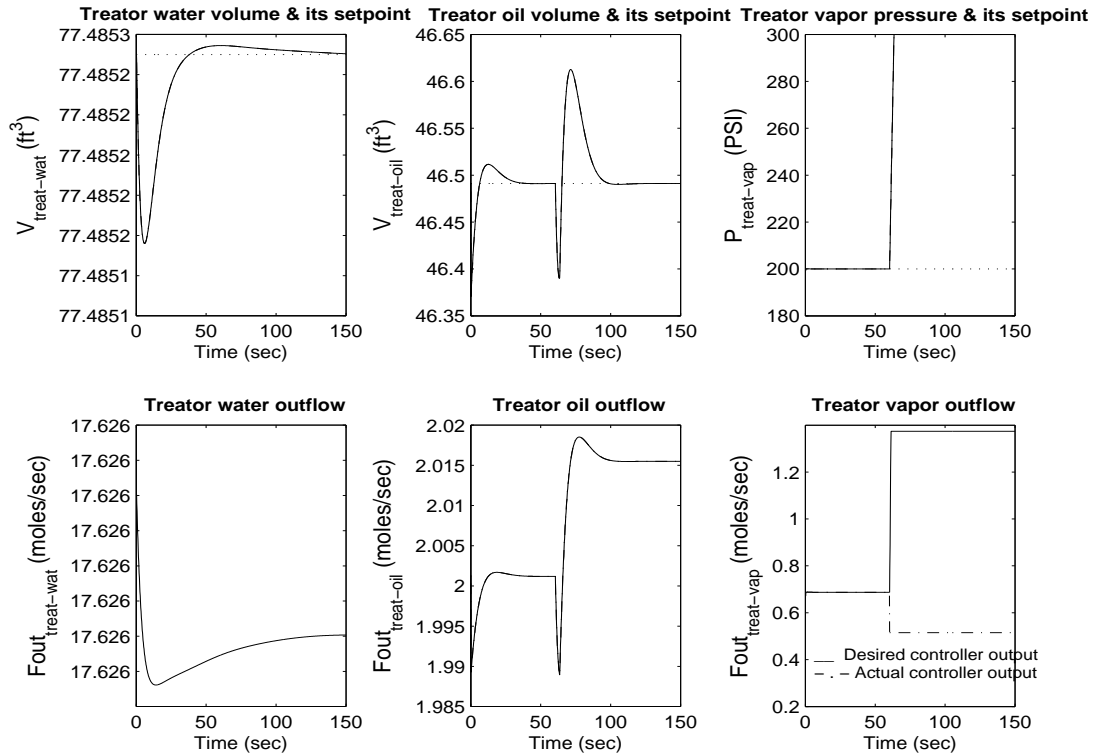 Treator water volume & its setpoint
77.4853
77.4852
77.4852
77.4852
77.4852
77.4852
77.4851
77.4851
0 50 100 150
Time (sec)
V_treat−wat (ft^3)
Treator oil volume & its setpoint
46.65
46.6
46.55
46.5
46.45
46.4
46.35
0 50 100 150
Time (sec)
V_treat−oil (ft^3)
Treator vapor pressure & its setpoint
300
280
260
240
220
200
180
0 50 100 150
Time (sec)
P_treat−vap (PSI)
Treator water outflow
17.626
17.626
17.626
17.626
17.626
17.626
17.626
17.626
0 50 100 150
Time (sec)
Fout_treat−wat (moles/sec)
Treator oil outflow
2.02
2.015
2.01
2.005
2
1.995
1.99
1.985
0 50 100 150
Time (sec)
Fout_treat−oil (moles/sec)
Treator vapor outflow
1.2
1
0.8
0.6
0.4
0.2
0 50 100 150
Time (sec)
Fout_treat−vap (moles/sec)
Desired controller output
Actual controller output